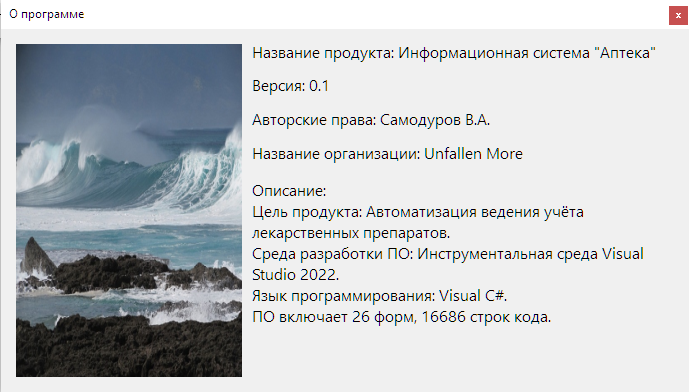 О программе
x
Название продукта: Информационная система "Аптека"
Версия: 0.1
Авторские права: Самодуров В.А.
Название организации: Unfallen More
Описание:
Цель продукта: Автоматизация ведения учёта
лекарственных препаратов.
Среда разработки ПО: Инструментальная среда Visual
Studio 2022.
Язык программирования: Visual C#.
ПО включает 26 форм, 16686 строк кода.